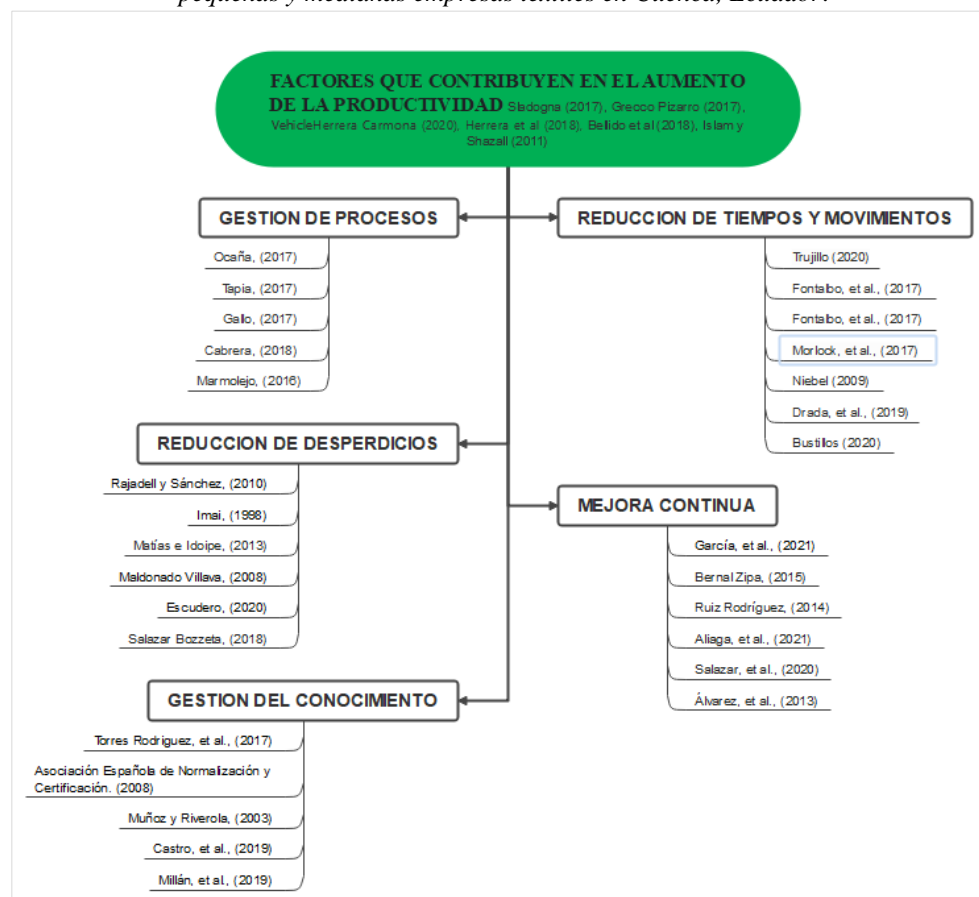 pequeñas y medianas empresas textiles en Cuenca, Ecuador.
FACTORES QUE CONTRIBUYEN EN EL AUMENTO
DE LA PRODUCTIVIDAD Sladogna (2017), Grecco Pizarro (2017),
VehicleHerrera Carmona (2020), Herrera et al (2018), Bellido et al (2018), Islam y
Shazali (2011)
GESTION DE PROCESOS
Ocaña, (2017)
Tapia, (2017)
Gallo, (2017)
Cabrera, (2018)
Marmolejo, (2016)
REDUCCION DE TIEMPOS Y MOVIMIENTOS
Trujillo (2020)
Fontalbo, et al., (2017)
Fontalbo, et al., (2017)
Morlock, et al., (2017)
Niebel (2009)
Drada, et al., (2019)
Bustillos (2020)
REDUCCION DE DESPERDICIOS
Rajadell y Sánchez, (2010)
Imai, (1998)
Matías e Idoipe, (2013)
Maldonado Villava, (2008)
Escudero, (2020)
Salazar Bozzeta, (2018)
MEJORA CONTINUA
García, et al., (2021)
Bernal Zipa, (2015)
Ruiz Rodríguez, (2014)
Aliaga, et al., (2021)
Salazar, et al., (2020)
Álvarez, et al., (2013)
GESTION DEL CONOCIMIENTO
Torres Rodriguez, et al., (2017)
Asociación Española de Normalización y
Certificación. (2008)
Muñoz y Riverola, (2003)
Castro, et al., (2019)
Millán, et al., (2019)